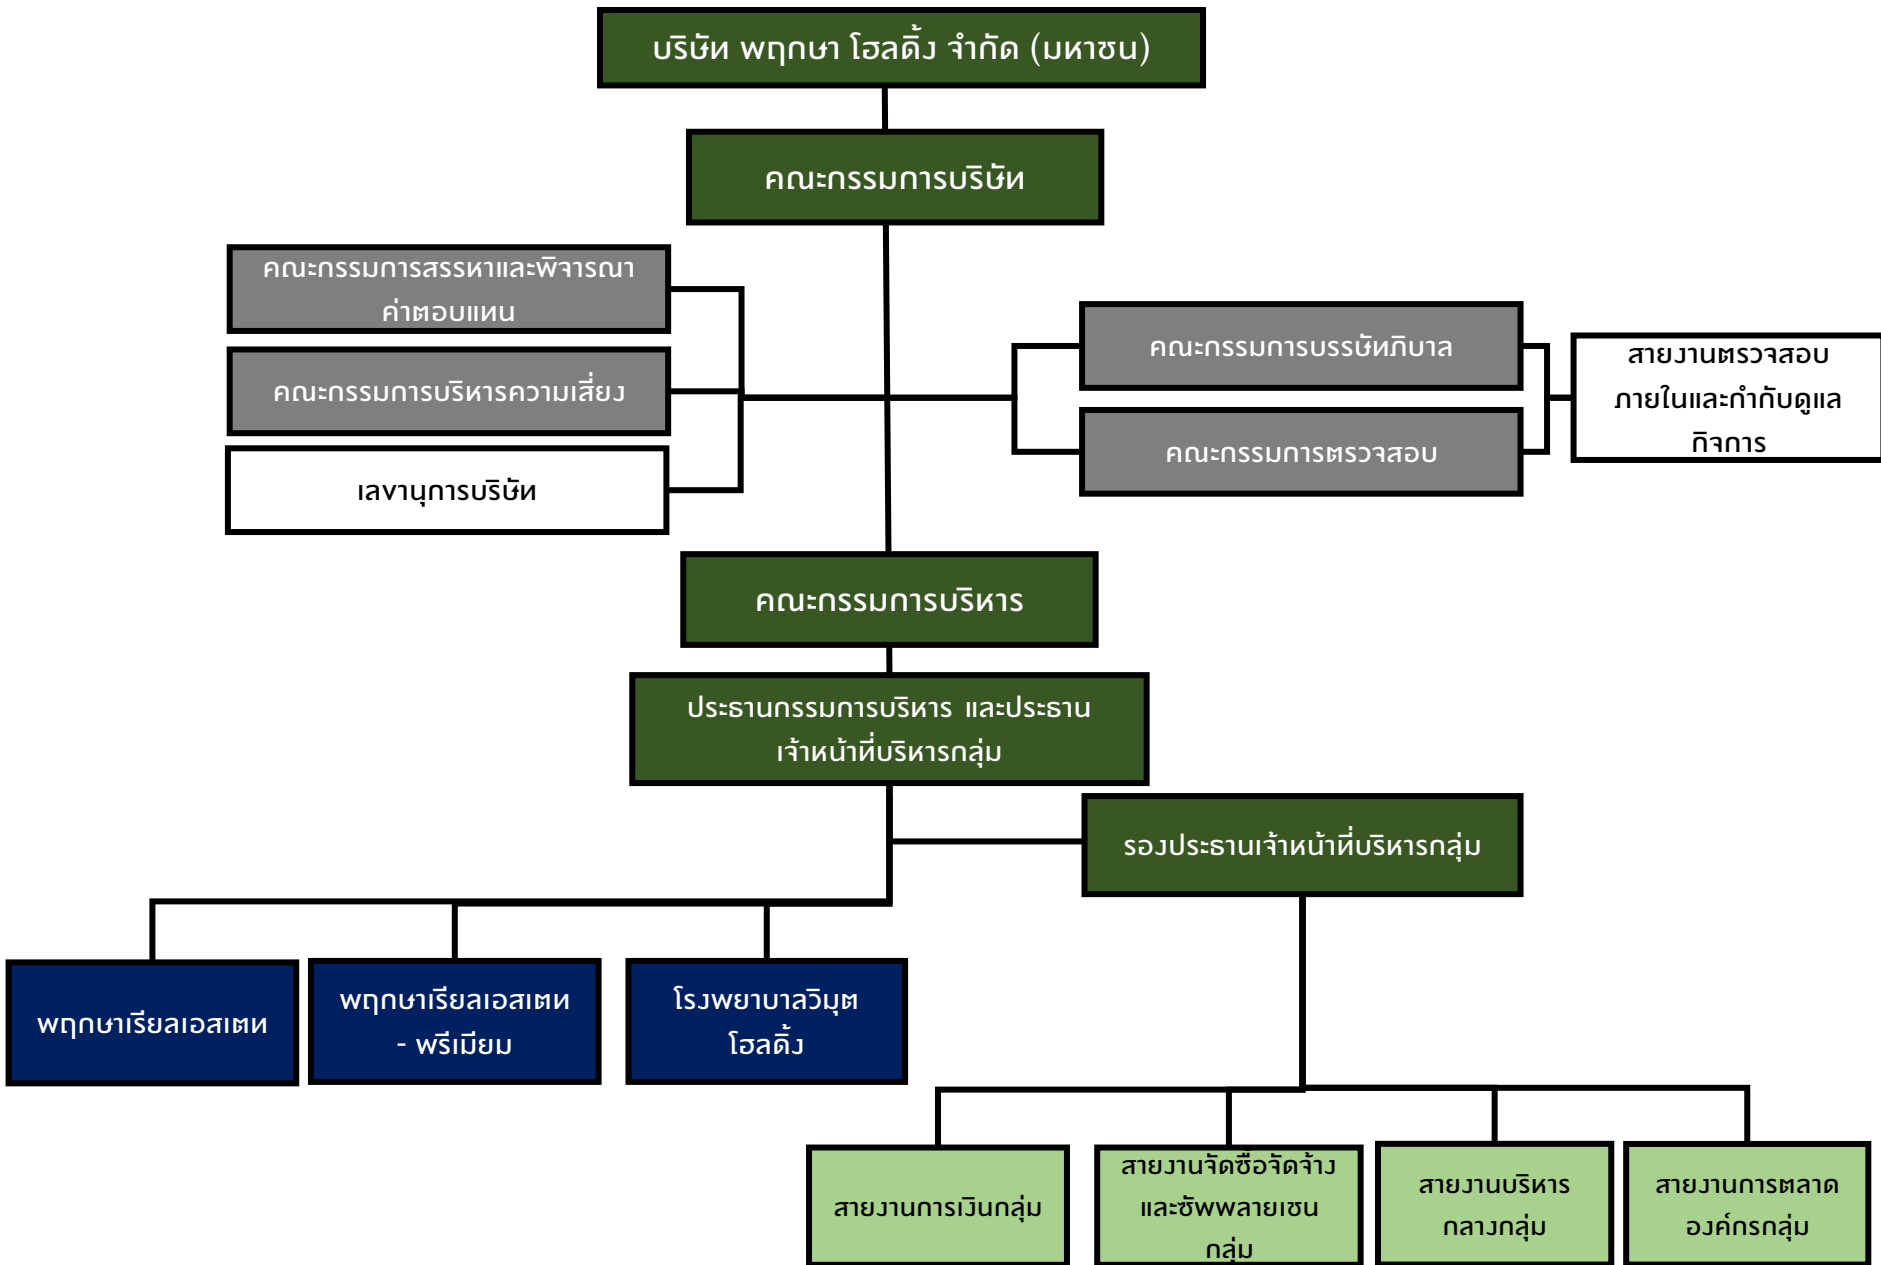 บริษัท พฤกษา โฮลดิ้ง จำกัด (มหาชน)
คณะกรรมการบริษัท
คณะกรรมการสรรหาและพิจารณา
ค่าตอบแทน
คณะกรรมการบริหารความเสี่ยง
เลขานุการบริษัท
คณะกรรมการบรรษัทภิบาล
คณะกรรมการตรวจสอบ
สายงานตรวจสอบ
ภายในและกำกับดูแล
กิจการ
คณะกรรมการบริหาร
ประธานกรรมการบริหาร และประธาน
เจ้าหน้าที่บริหารกลุ่ม
รองประธานเจ้าหน้าที่บริหารกลุ่ม
พฤกษาเรียลเอสเตท
พฤกษาเรียลเอสเตท
- พรีเมียม
โรงพยาบาลวิมุต
โฮลดิ้ง
สายงานการเงินกลุ่ม
สายงานจัดซื้อจัดจ้าง
และซัพพลายเชน
กลุ่ม
สายงานบริหาร
กลางกลุ่ม
สายงานการตลาด
องค์กรกลุ่ม